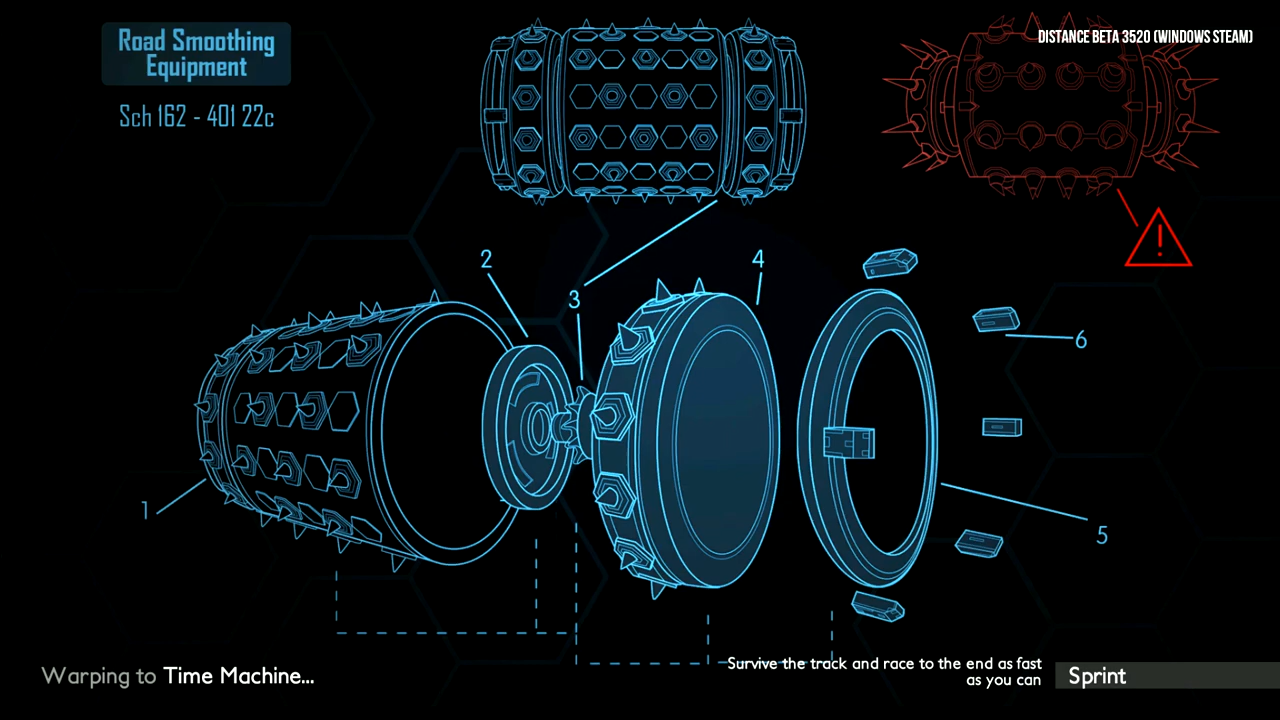 Road Smoothing
Equipment
Sch 162 - 401 22c
DISTANCE BETA 3520 (WINDOWS STEAM)
!
2
3
4
6
1
5
Warping to Time Machine...
Survive the track and race to the end as fast
as you can
Sprint